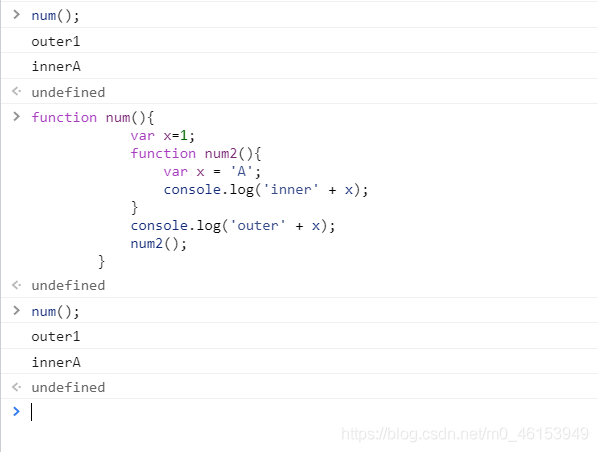 > num();
outer1
innerA
<· undefined
> function num(){
var x=1;
function num2(){
var x = 'A';
console.log('inner' + x);
}
console.log('outer' + x);
num2();
}
<· undefined
> num();
outer1
innerA
<· undefined
>
https://blog.csdn.net/m0_46153949